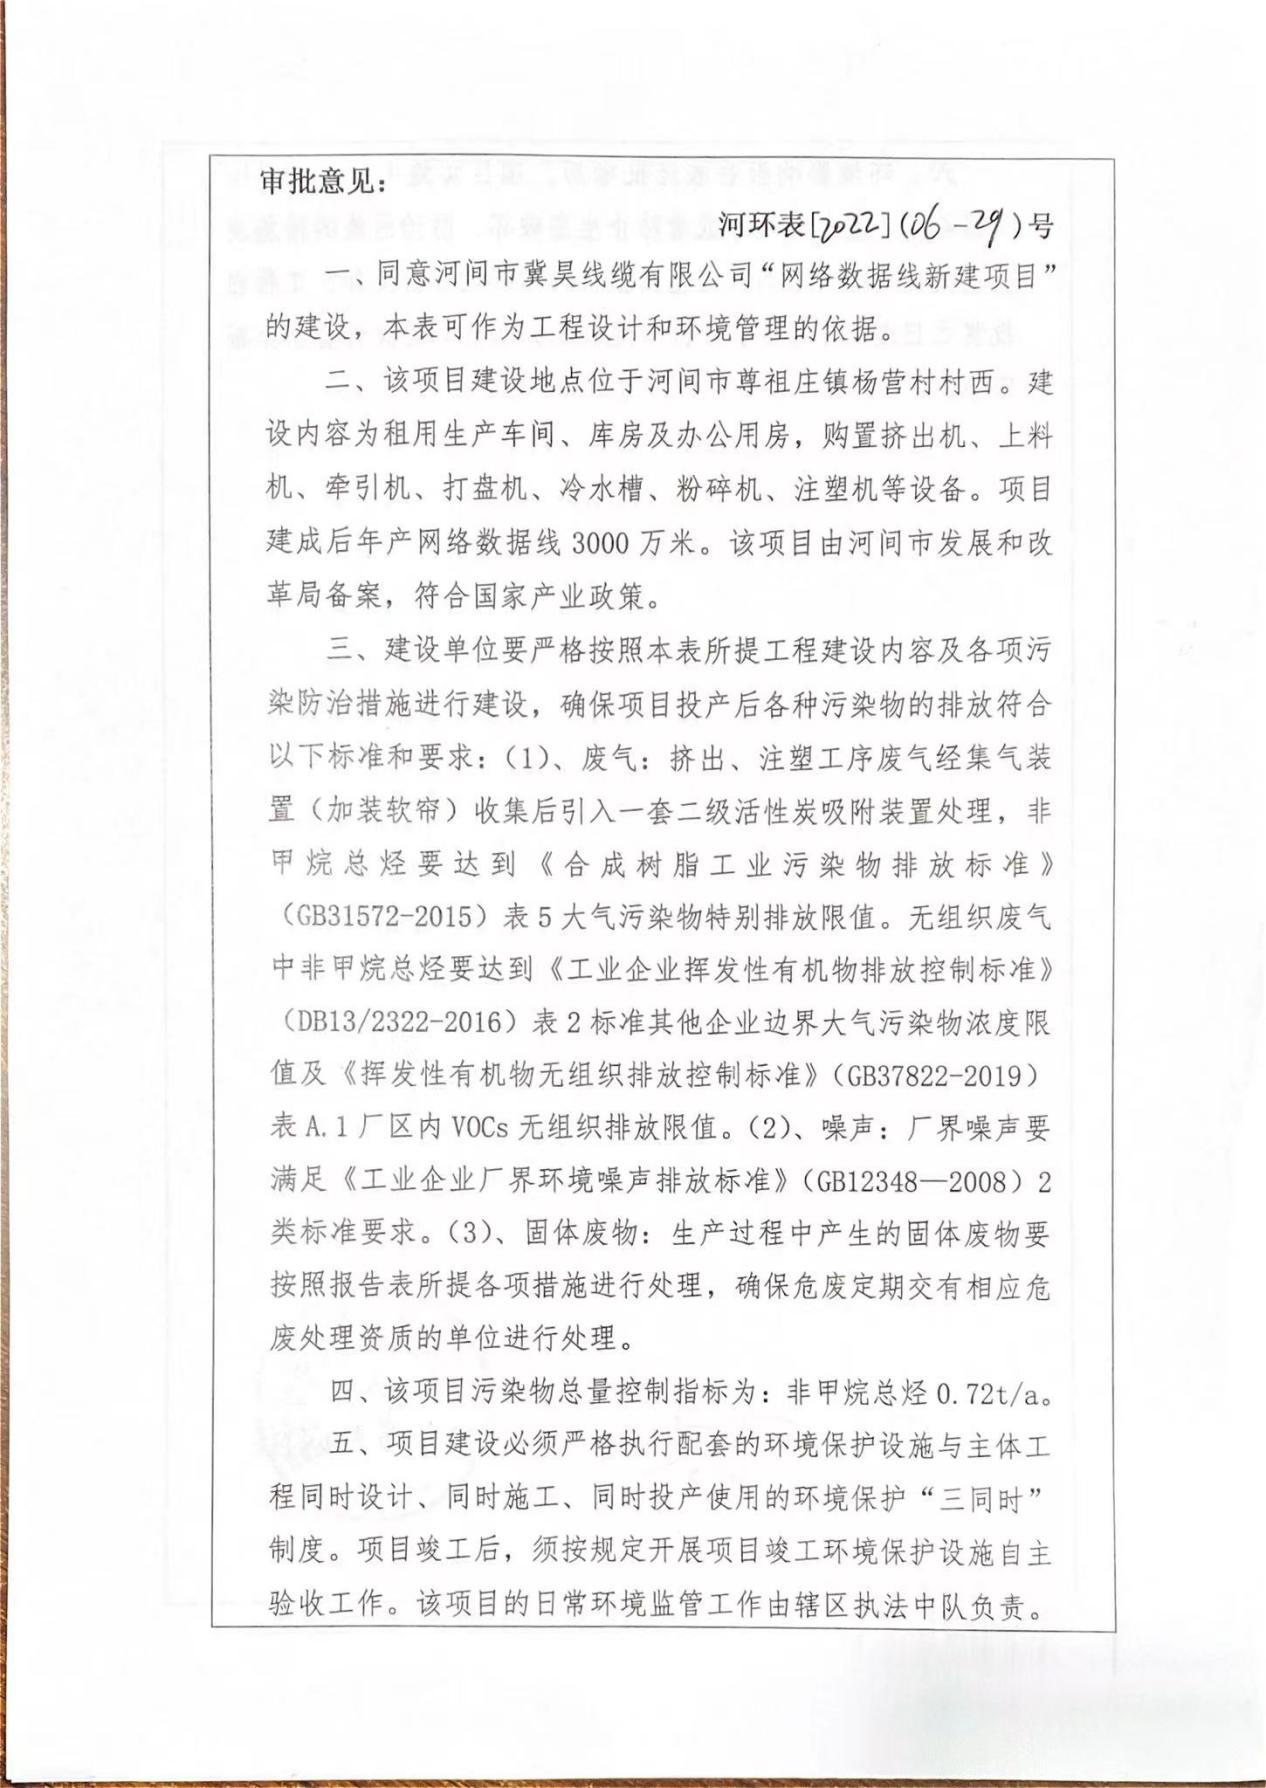 审批意见：
河环表[2022](06-29)号
一、同意河间市冀昊线缆有限公司“网络数据线新建项目”
的建设，本表可作为工程设计和环境管理的依据。
二、该项目建设地点位于河间市尊祖庄镇杨营村村西。建
设内容为租用生产车间、库房及办公用房，购置挤出机、上料
机、牵引机、打盘机、冷水槽、粉碎机、注塑机等设备。项目
建成后年产网络数据线 3000 万米。该项目由河间市发展和改
革局备案，符合国家产业政策。
三、建设单位要严格按照本表所提工程建设内容及各项污
染防治措施进行建设，确保项目投产后各种污染物的排放符合
以下标准和要求：（1）、废气：挤出、注塑工序废气经集气装
置（加装软帘）收集后引入一套二级活性炭吸附装置处理，非
甲烷总烃要达到《合成树脂工业污染物排放标准》
（GB31572-2015）表 5 大气污染物特别排放限值。无组织废气
中非甲烷总烃要达到《工业企业挥发性有机物排放控制标准》
（DB13/2322-2016）表 2 标准其他企业边界大气污染物浓度限
值及《挥发性有机物无组织排放控制标准》（GB37822-2019）
表 A.1 厂区内 VOCs 无组织排放限值。（2）、噪声：厂界噪声要
满足《工业企业厂界环境噪声排放标准》（GB12348—2008）2
类标准要求。（3）、固体废物：生产过程中产生的固体废物要
按照报告表所提各项措施进行处理，确保危废定期交有相应危
废处理资质的单位进行处理。
四、该项目污染物总量控制指标为：非甲烷总烃 0.72t/a。
五、项目建设必须严格执行配套的环境保护设施与主体工
程同时设计、同时施工、同时投产使用的环境保护“三同时”
制度。项目竣工后，须按规定开展项目竣工环境保护设施自主
验收工作。该项目的日常环境监管工作由辖区执法中队负责。